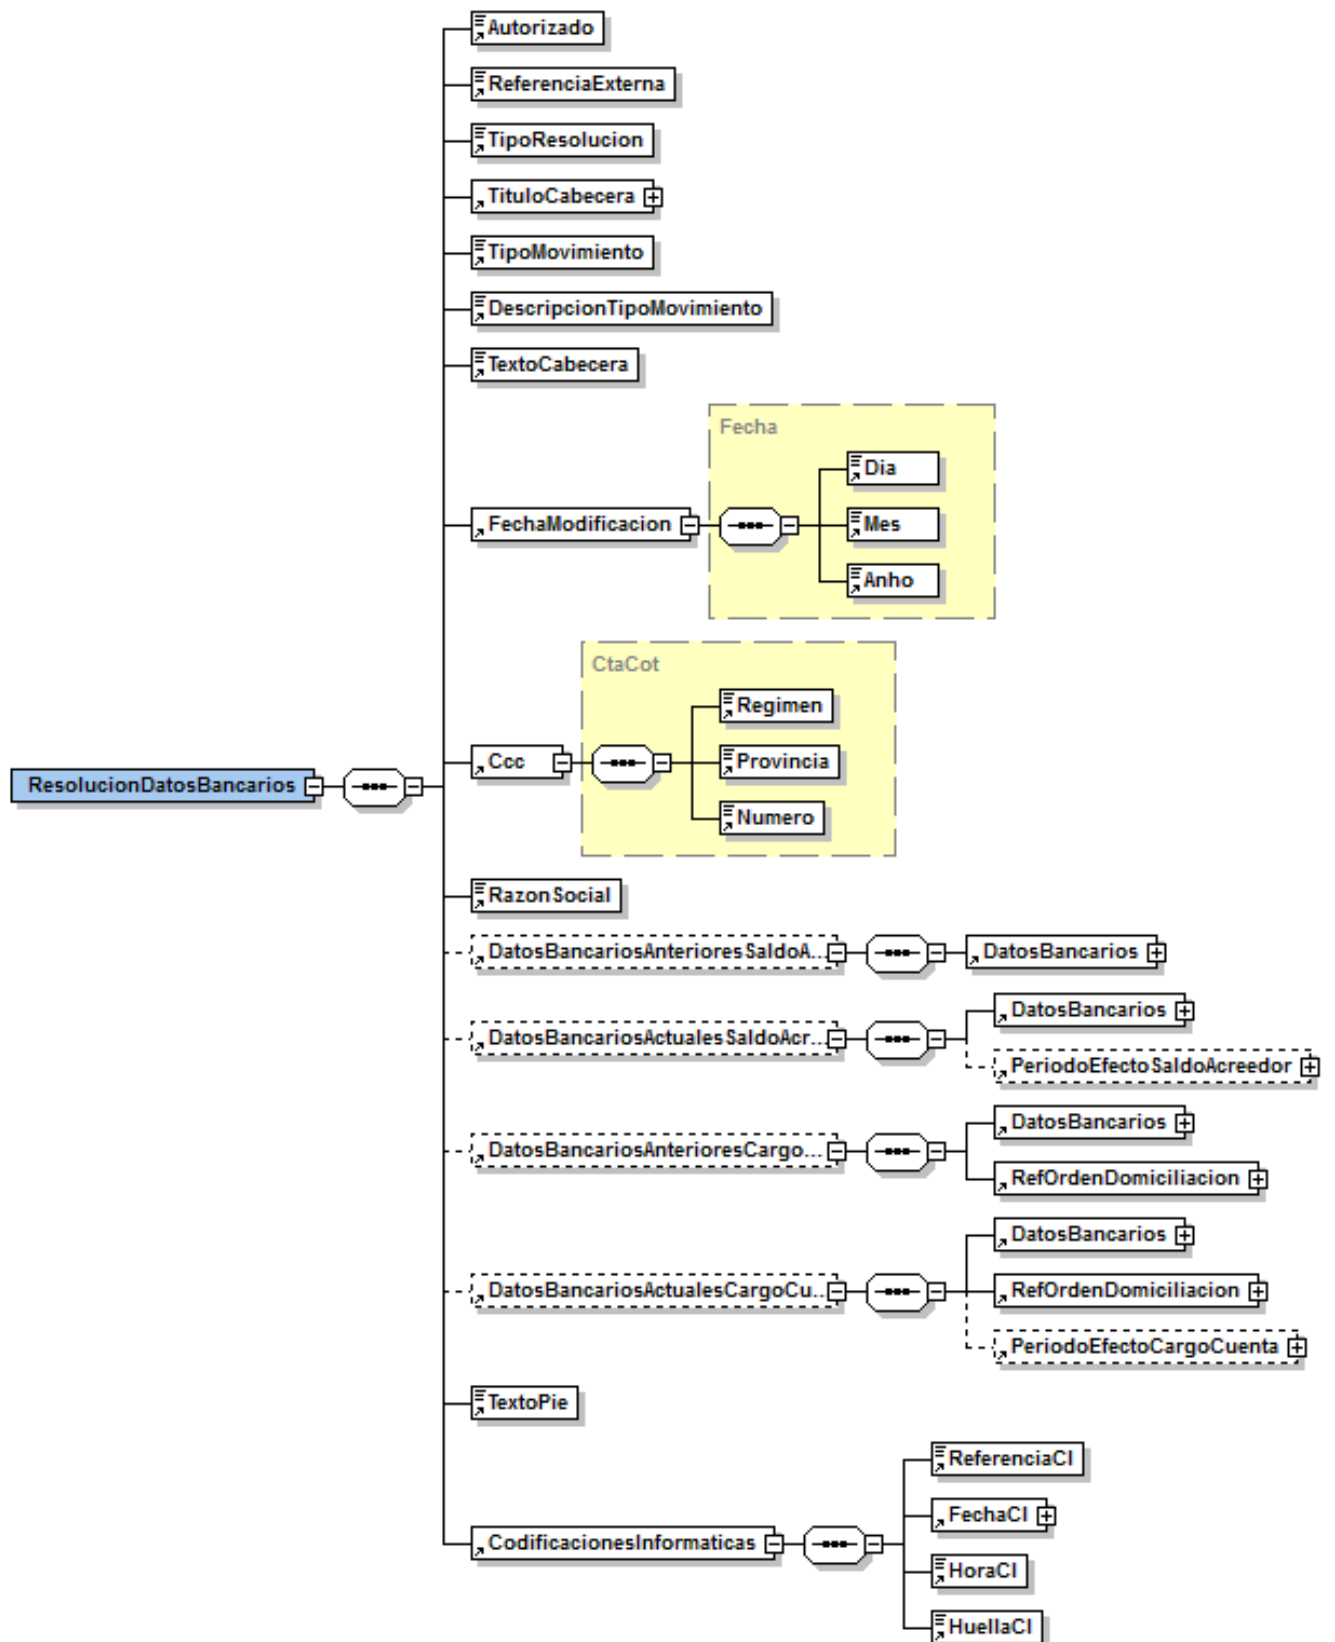 Autorizado
ReferenciaExterna
TipoResolucion
TituloCabecera
TipoMovimiento
DescripcionTipoMovimiento
TextoCabecera
Fecha
Dia
FechaModificacion
Mes
Anho
CtaCot
Regimen
Ccc
Provincia
ResolucionDatosBancarios
Numero
RazonSocial
DatosBancariosAnterioresSaldoA...
DatosBancarios
DatosBancarios
DatosBancariosActualesSaldoAcr...
PeriodoEfectoSaldoAcreedor
DatosBancarios
DatosBancariosAnterioresCargo...
RefOrdenDomiciliacion
DatosBancarios
DatosBancariosActualesCargoCu...
RefOrdenDomiciliacion
PeriodoEfectoCargoCuenta
TextoPie
ReferenciaCI
FechaCI
CodificacionesInformaticas
HoraCI
HuellaCI